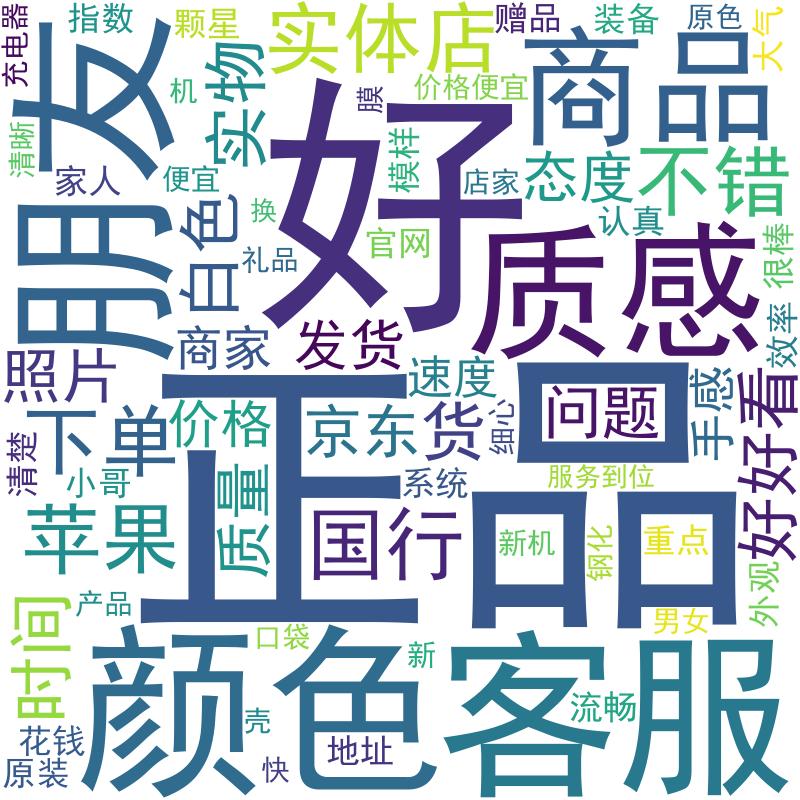 充电器
指数
颗星
实体店
赠品
装备
原色
大气
友
商品
实物
机
膜
价格便宜
清晰
好
模样
家人
便宜
店家
态度
不错
换
认真
白色
官网
朋
质感
很棒
礼品
发货
效率
商家
照片
速度
手感
好好看
正品
问题
下单
价格
京东
货
细心
清楚
小哥
质量
系统
服务到位
苹果
国行
新机
钢化
重点
外观
时间
产品
颜色
口袋
新
男女
客服
壳
流畅
花钱
地址
原装
快